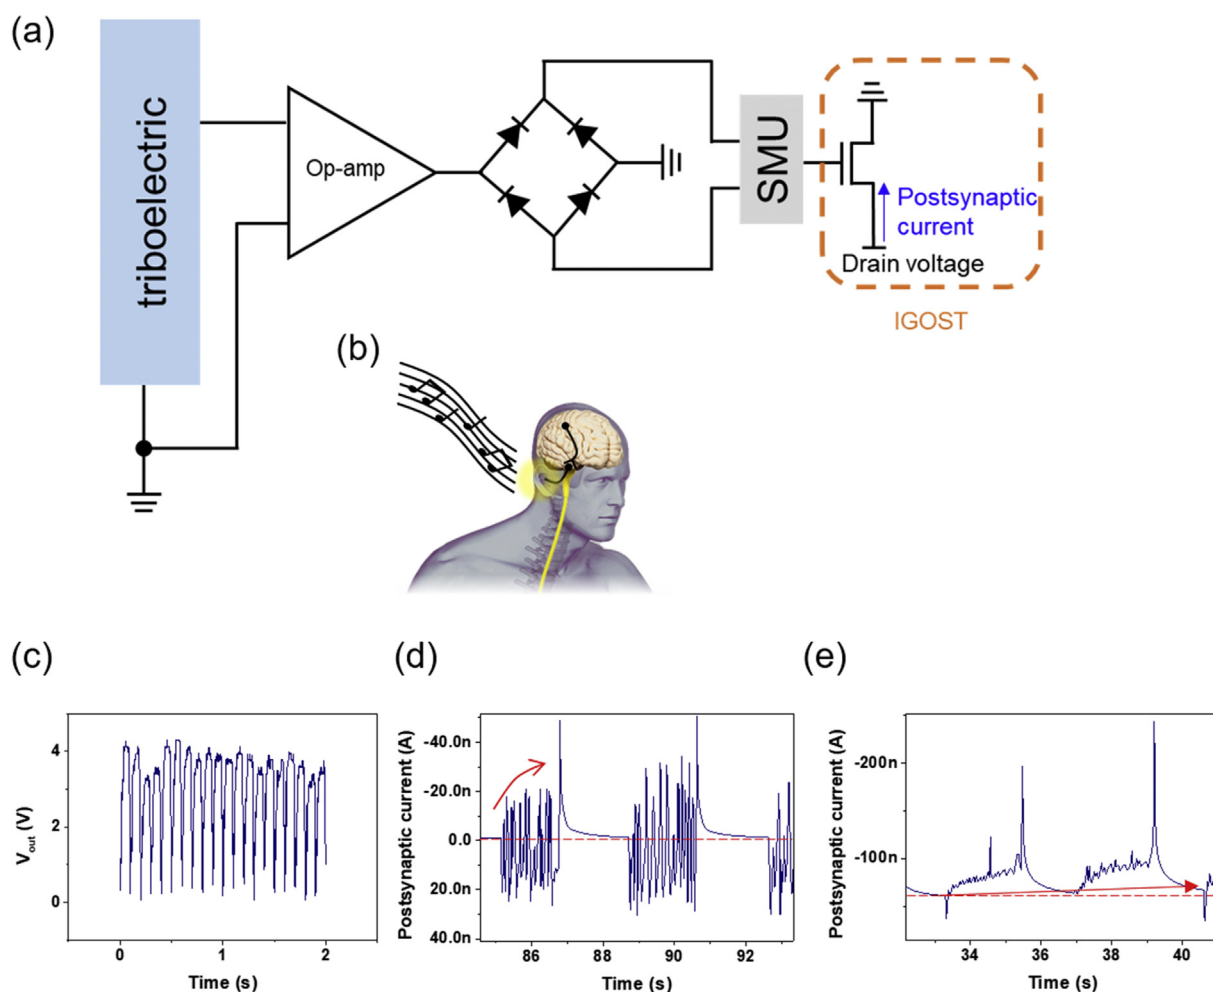 (a)
triboelectric
Op-amp
SMU
Postsynaptic
current
Drain voltage
IGOST
(b)
(c)
Vout (V)
4
2
0
0
1
2
Time (s)
(d)
Postsynaptic current (A)
-40.0n
-20.0n
0.0
20.0n
40.0n
86
88
90
92
Time (s)
(e)
Postsynaptic current (A)
-200n
-100n
34
36
38
40
Time (s)